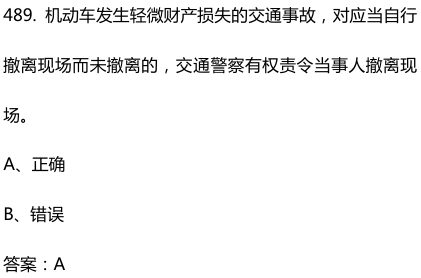 489.  机动车发生轻微财产损失的交通事故，对应当自行
撤离现场而未撤离的，交通警察有权责令当事人撤离现
场。
A、正确
B、错误
答案：A